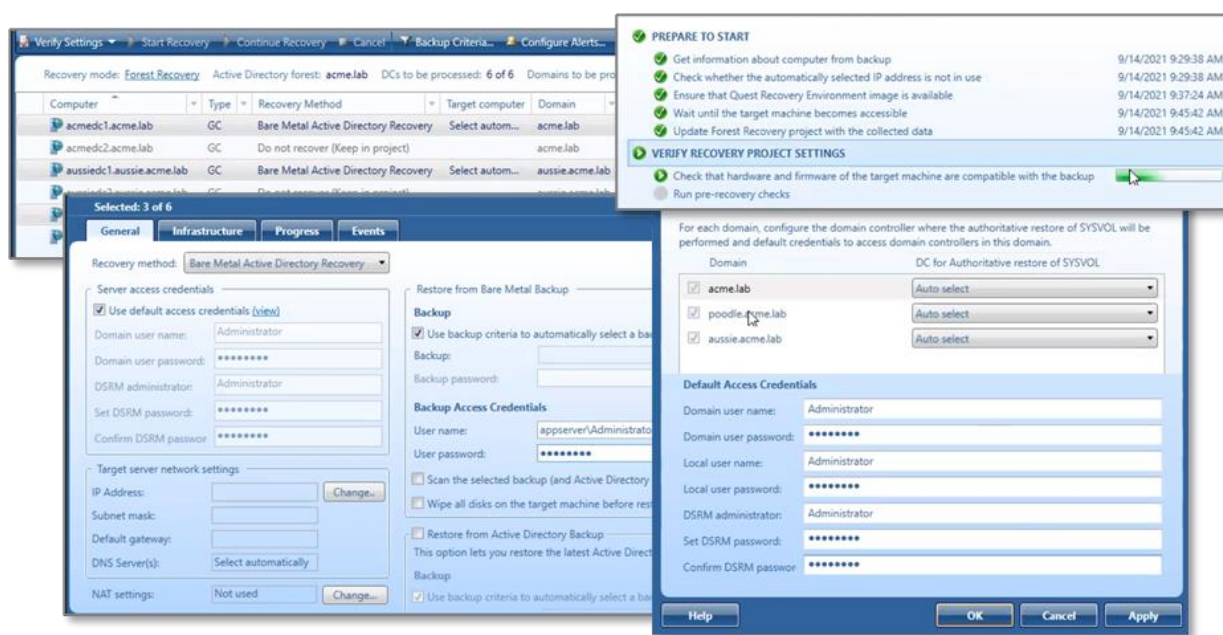 Verify Settings Start Recovery Continue Recovery Cancel Backup Criteria... Configure Alerts...
Recovery mode: Forest Recovery Active Directory forest: acme.lab DCs to be processed: 6 of 6 Domains to be pro
Computer Type Recovery Method Target computer Domain
acmedc1.acme.lab GC Bare Metal Active Directory Recovery Select autom... acme.lab
acmedc2.acme.lab GC Do not recover (Keep in project) acme.lab
aussiedc1.aussie.acme.lab GC Bare Metal Active Directory Recovery Select autom... aussie.acme.lab
PREPARE TO START
Get information about computer from backup 9/14/2021 9:29:38 AM
Check whether the automatically selected IP address is not in use 9/14/2021 9:29:38 AM
Ensure that Quest Recovery Environment image is available 9/14/2021 9:37:24 AM
Wait until the target machine becomes accessible 9/14/2021 9:45:42 AM
Update Forest Recovery project with the collected data 9/14/2021 9:45:42 AM
VERIFY RECOVERY PROJECT SETTINGS
Check that hardware and firmware of the target machine are compatible with the backup
Run pre-recovery checks
Selected: 3 of 6
General Infrastructure Progress Events
Recovery method: Bare Metal Active Directory Recovery
Server access credentials
Use default access credentials (view)
Domain user name: Administrator
Domain user password: ••••••••
DSRM administrator: Administrator
Set DSRM password: ••••••••
Confirm DSRM passwor ••••••••
Target server network settings
IP Address: Change...
Subnet mask:
Default gateway:
DNS Server(s): Select automatically
NAT settings: Not used Change...
Restore from Bare Metal Backup
Backup
Use backup criteria to automatically select a bac
Backup:
Backup password:
Backup Access Credentials
User name: appserver\Administrato
User password: ••••••••
Scan the selected backup (and Active Directory
Wipe all disks on the target machine before rest
Restore from Active Directory Backup
This option lets you restore the latest Active Direct
Backup
Use backup criteria to automatically select a bac
For each domain, configure the domain controller where the authoritative restore of SYSVOL will be
performed and default credentials to access domain controllers in this domain.
Domain DC for Authoritative restore of SYSVOL
acme.lab Auto select
poodle.acme.lab Auto select
aussie.acme.lab Auto select
Default Access Credentials
Domain user name: Administrator
Domain user password: ••••••••
Local user name: Administrator
Local user password: ••••••••
DSRM administrator: Administrator
Set DSRM password: ••••••••
Confirm DSRM passwor ••••••••
Help OK Cancel Apply